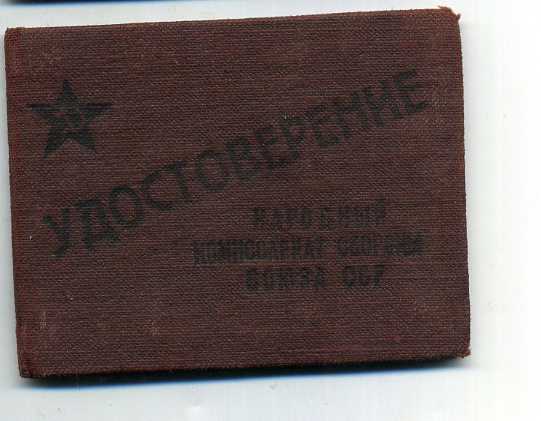 УДОСТОВЕРЕНИЕ
НАРОДНЫЙ
КОМИССАРИАТ ОБОРОНЫ
СОЮЗА ССР